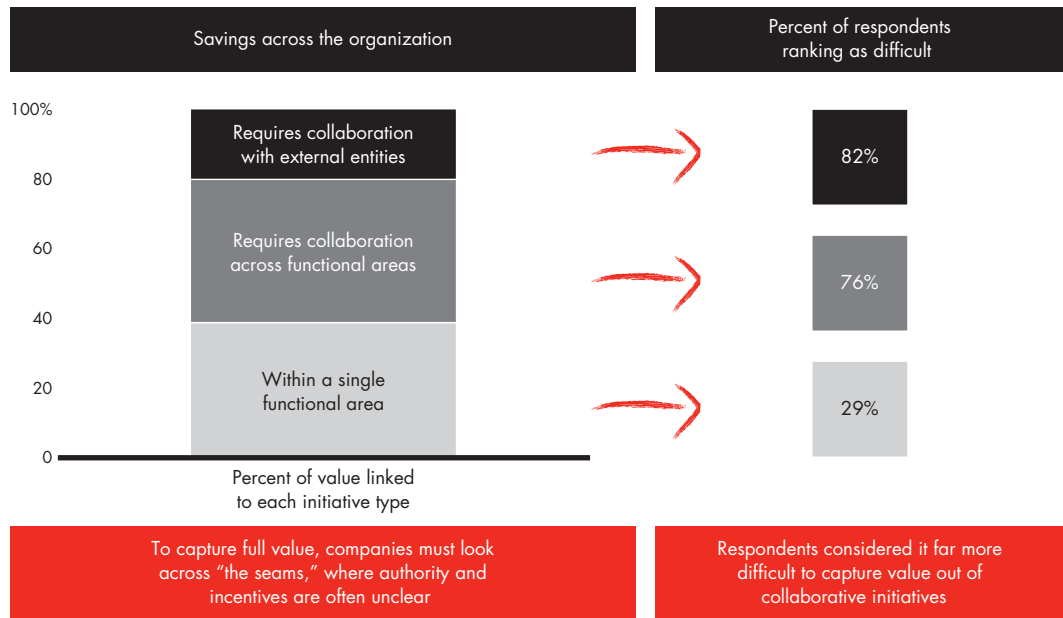 Savings across the organization
Percent of respondents
ranking as difficult
100%
80
60
40
20
0
Requires collaboration
with external entities
Requires collaboration
across functional areas
Within a single
functional area
82%
76%
29%
Percent of value linked
to each initiative type
To capture full value, companies must look
across “the seams,” where authority and
incentives are often unclear
Respondents considered it far more
difficult to capture value out of
collaborative initiatives